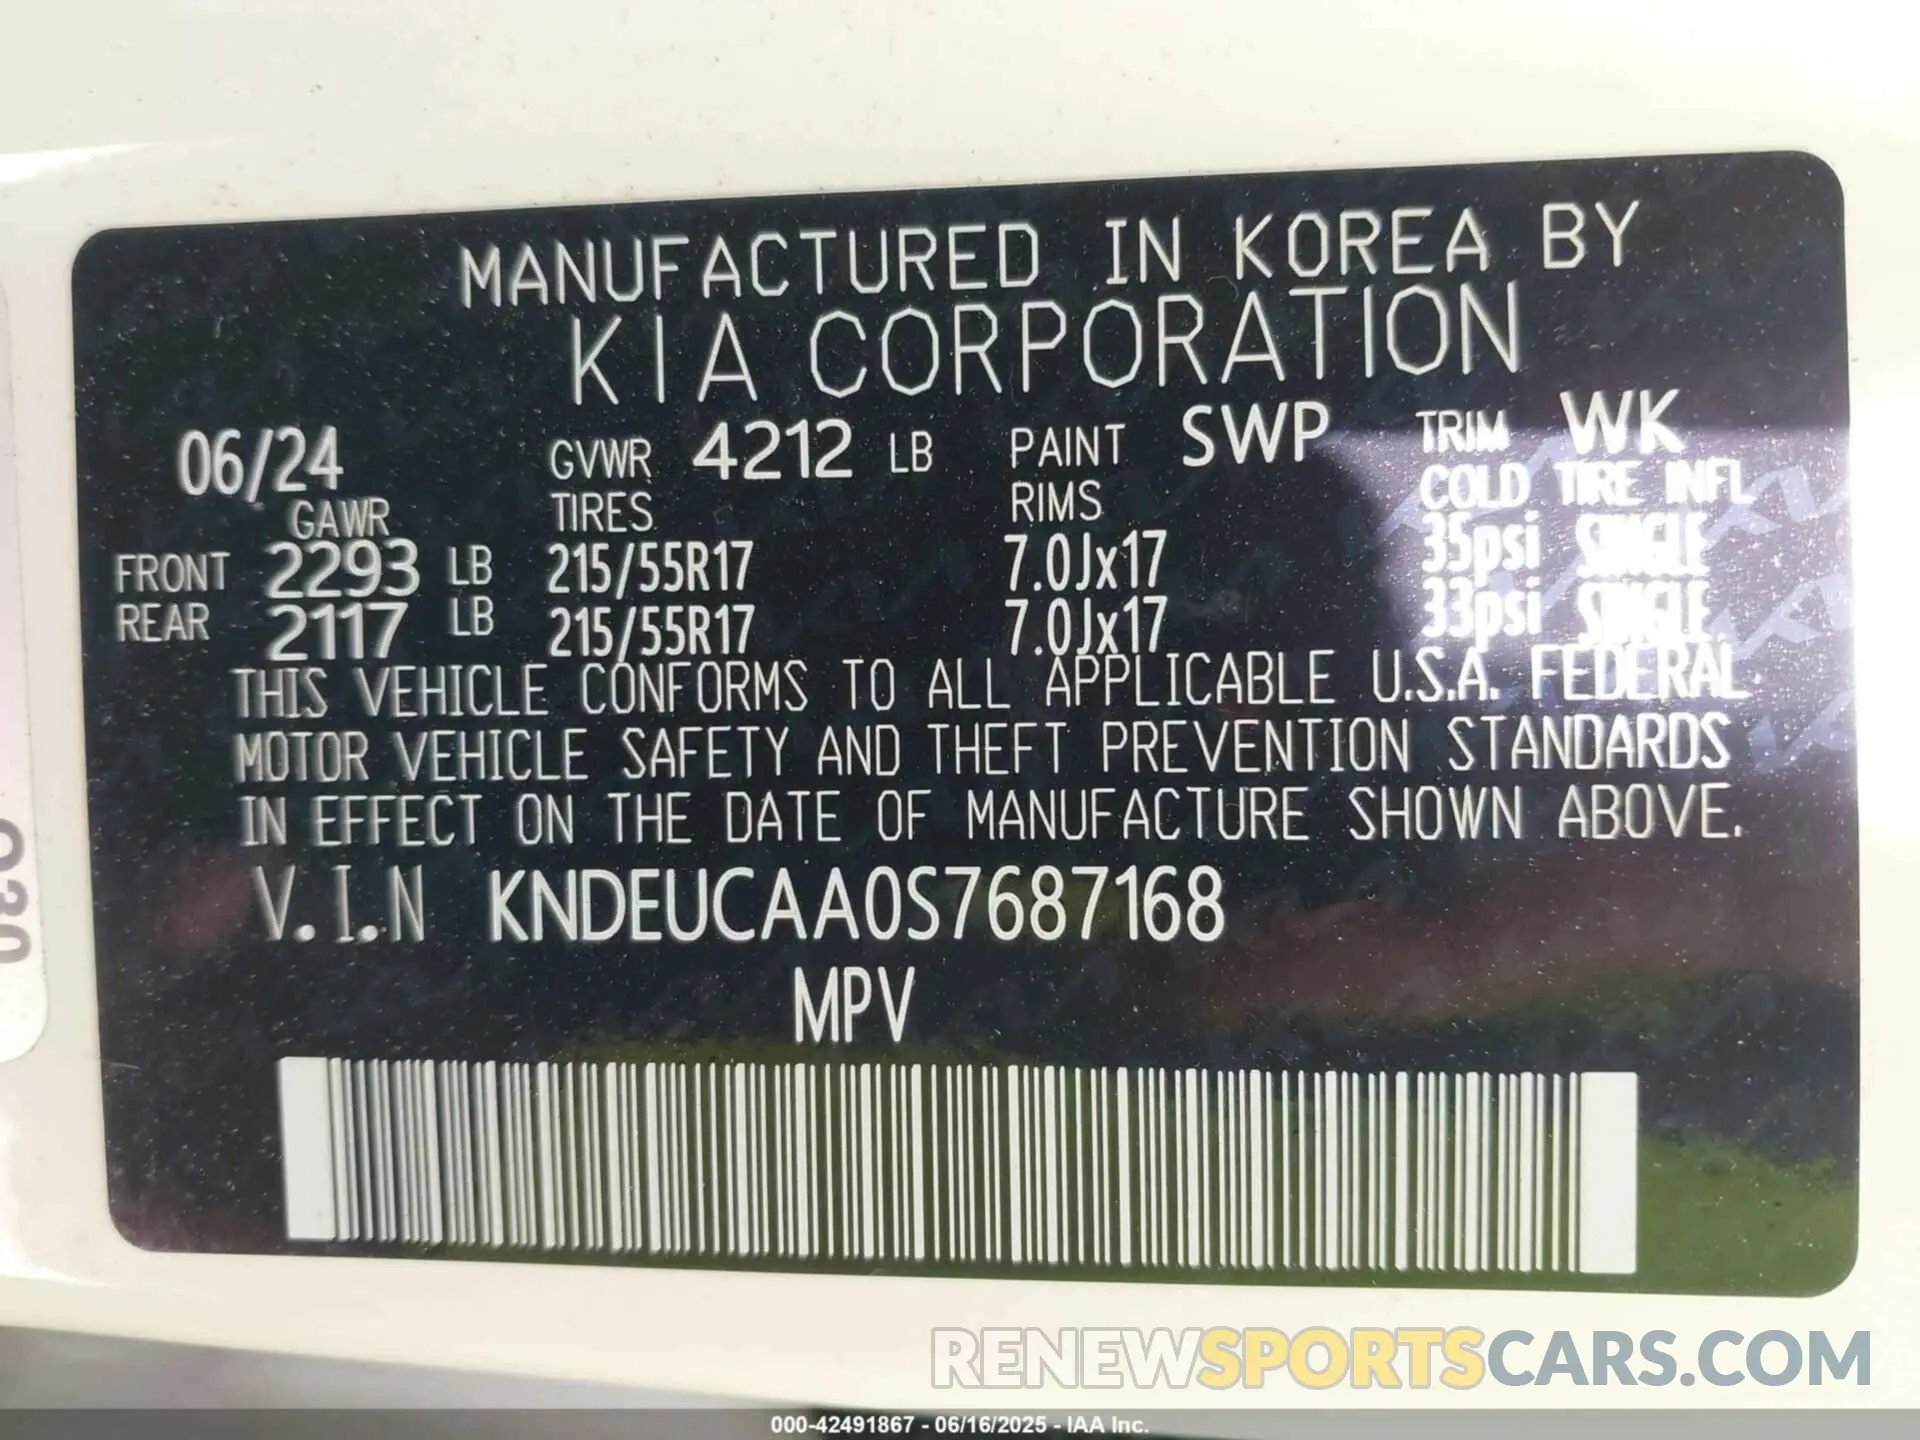 MANUFACTURED IN KOREA BY
KIA CORPORATION
06/24 GVWR 4212 LB PAINT SWP TRIM WK
GAWR TIRES RIMS COLD TIRE INFL
FRONT 2293 LB 215/55R17 7.0Jx17 35psi SINGLE
REAR 2117 LB 215/55R17 7.0Jx17 33psi SINGLE
THIS VEHICLE CONFORMS TO ALL APPLICABLE U.S.A. FEDERAL
MOTOR VEHICLE SAFETY AND THEFT PREVENTION STANDARDS
IN EFFECT ON THE DATE OF MANUFACTURE SHOWN ABOVE.
V.I.N KNDEUCAA0S7687168
MPV
RENEWSPORTSCARS.COM
000-42491867 - 06/16/2025 - IAA Inc.